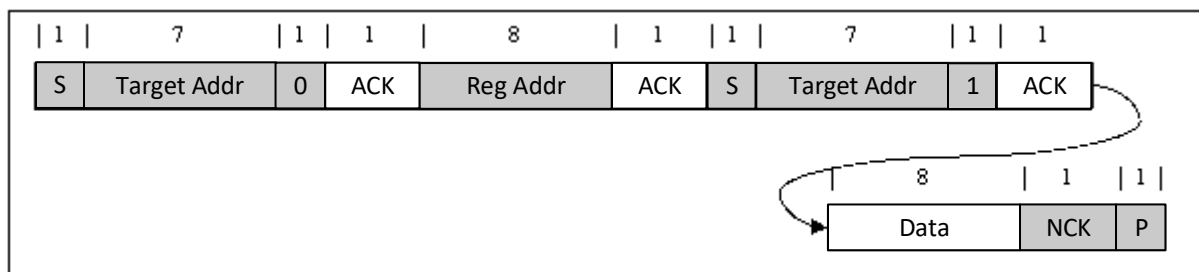 | 1 | 7 | 1 | 1 | 8 | 1 | 1 | 7 | 1 | 1
S Target Addr 0 ACK Reg Addr ACK S Target Addr 1 ACK
| 8 | 1 | 1 |
Data NCK P